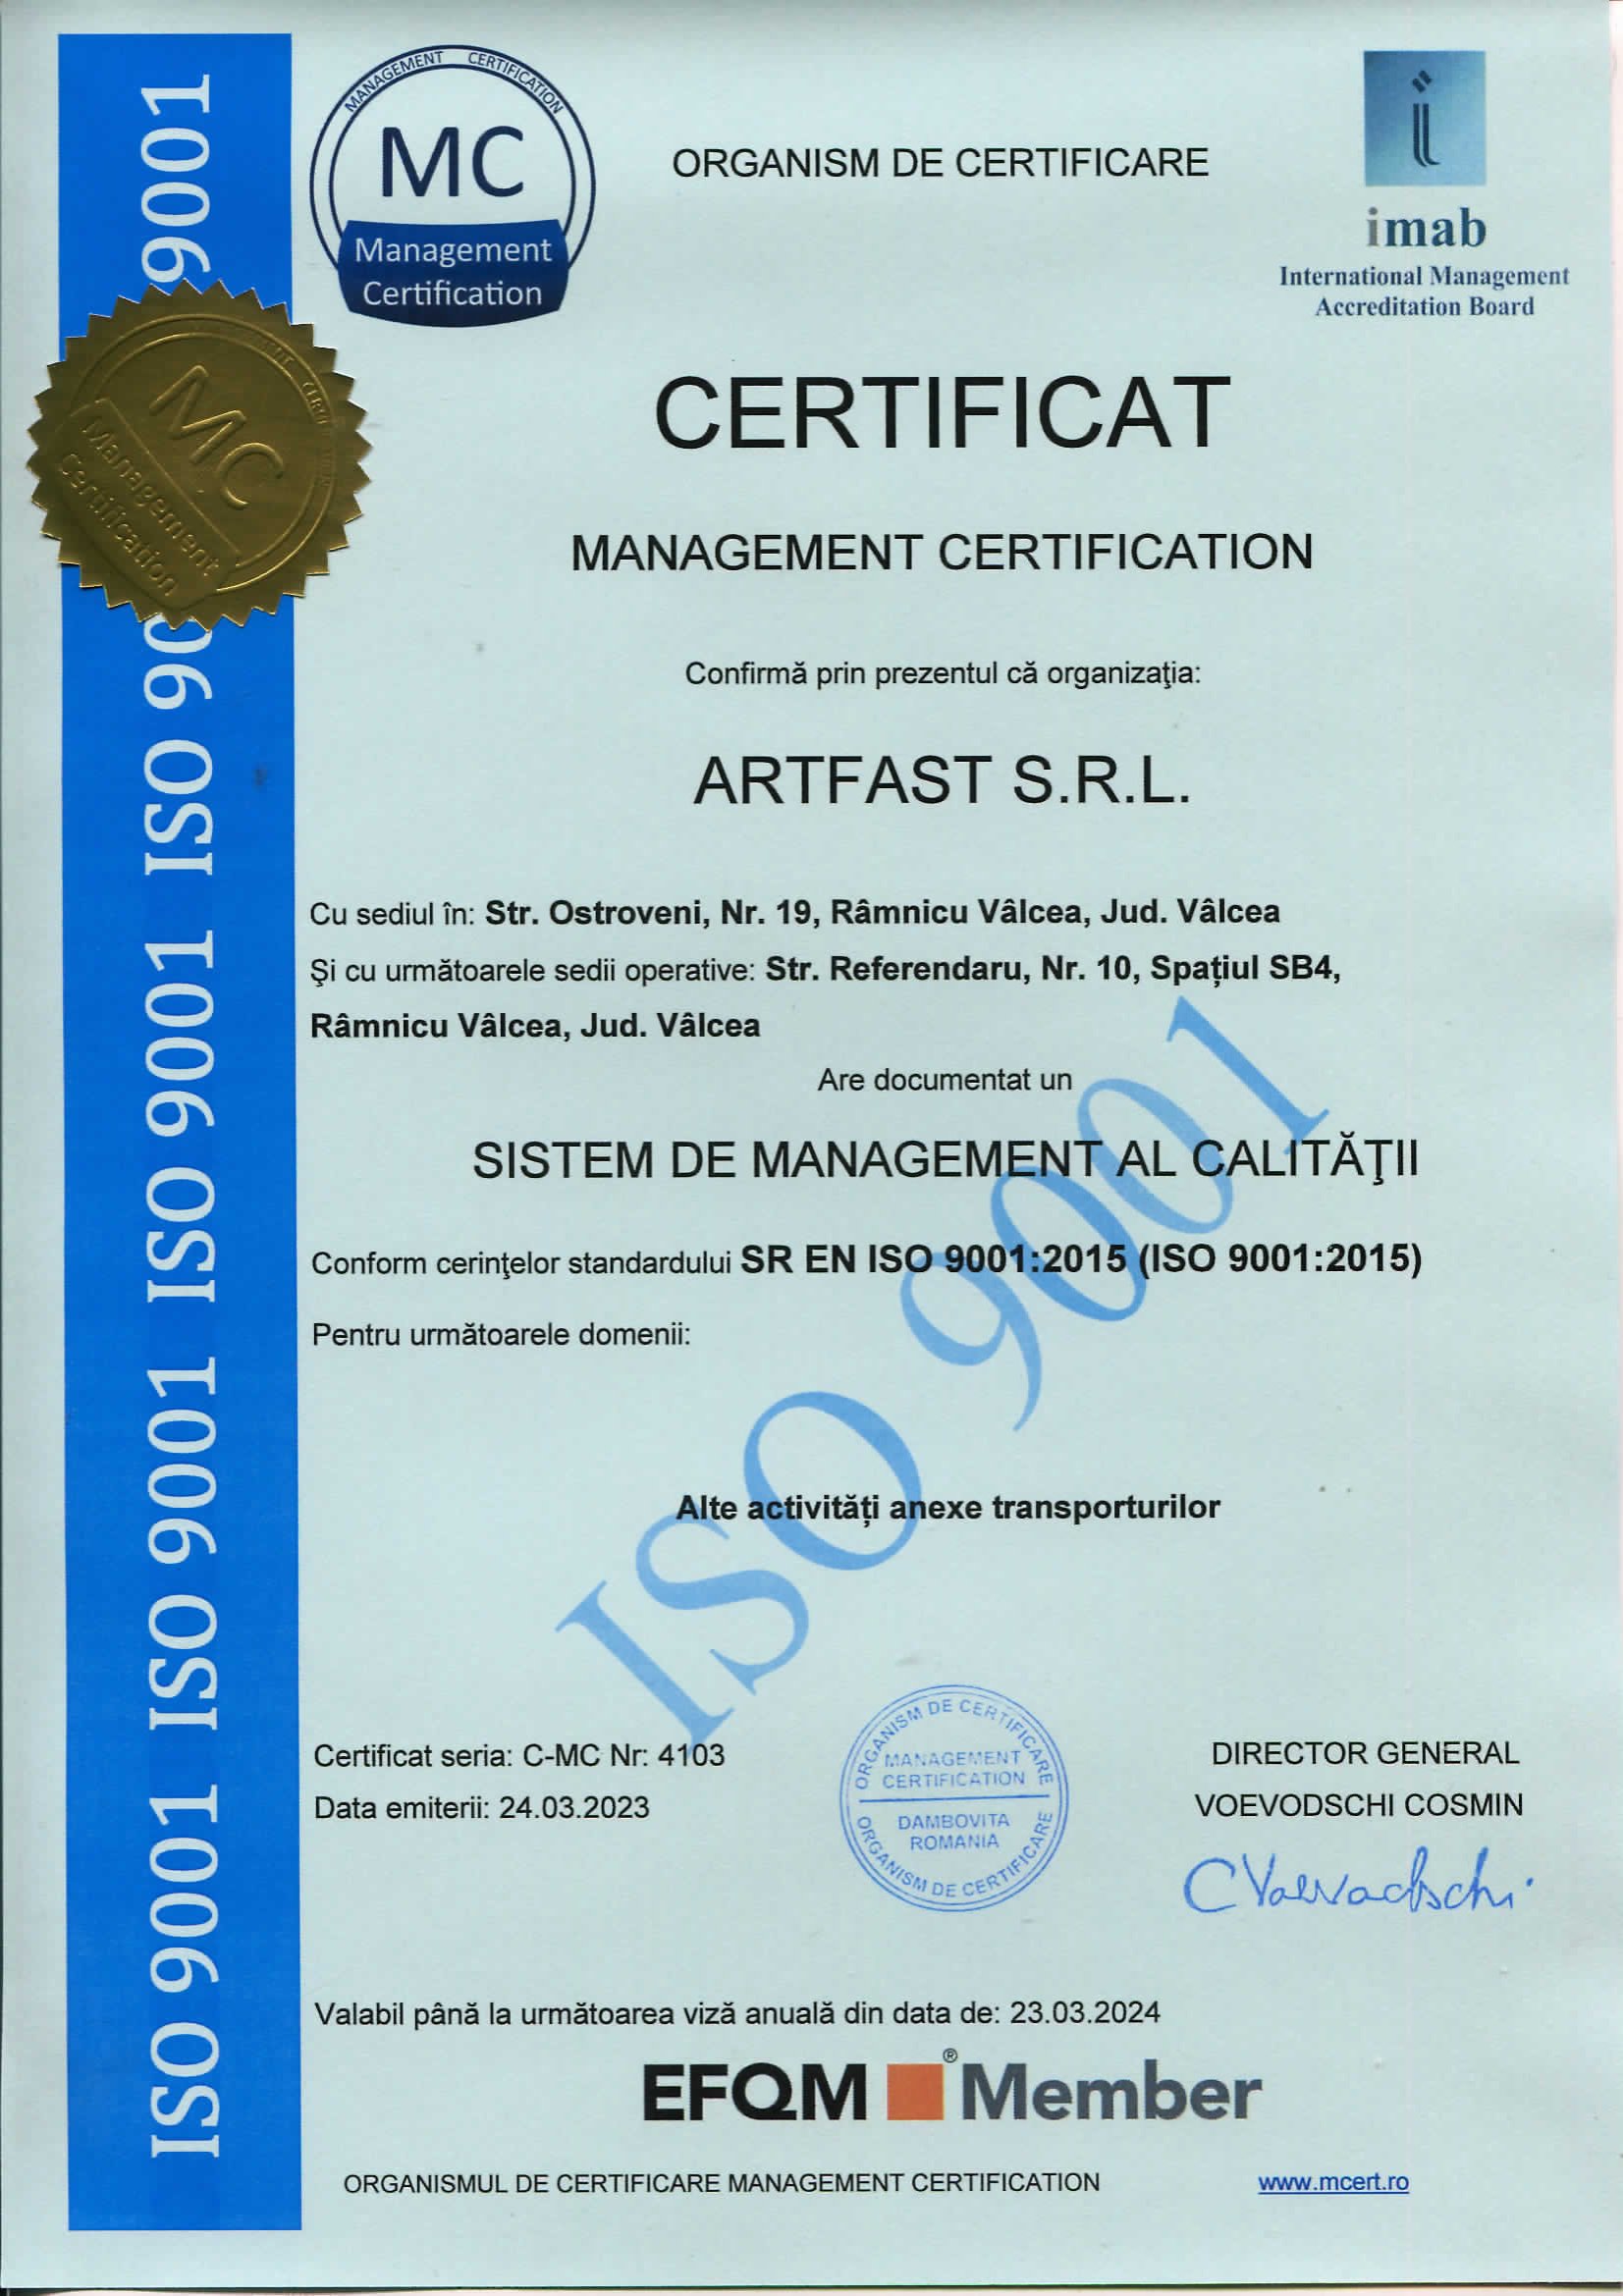 MANAGEMENT CERTIFICATION
MC
Management
Certification
ORGANISM DE CERTIFICARE
imab
International Management
Accreditation Board
ISO 9001 ISO 9001 ISO 9001 ISO 90 9001
MC
Management
Certification
CERTIFICAT
MANAGEMENT CERTIFICATION
Confirmă prin prezentul că organizaţia:
ARTFAST S.R.L.
Cu sediul în: Str. Ostroveni, Nr. 19, Râmnicu Vâlcea, Jud. Vâlcea
Şi cu următoarele sedii operative: Str. Referendaru, Nr. 10, Spațiul SB4,
Râmnicu Vâlcea, Jud. Vâlcea
Are documentat un
SISTEM DE MANAGEMENT AL CALITĂŢII
Conform cerinţelor standardului SR EN ISO 9001:2015 (ISO 9001:2015)
Pentru următoarele domenii:
ISO 9001
Alte activități anexe transporturilor
Certificat seria: C-MC Nr: 4103
Data emiterii: 24.03.2023
ORGANISM DE CERTIFICARE
MANAGEMENT
CERTIFICATION
DAMBOVITA
ROMANIA
ORGANISM DE CERTIFICARE
DIRECTOR GENERAL
VOEVODSCHI COSMIN
CVoevodschi
Valabil până la următoarea viză anuală din data de: 23.03.2024
EFQM ® Member
ORGANISMUL DE CERTIFICARE MANAGEMENT CERTIFICATION
www.mcert.ro